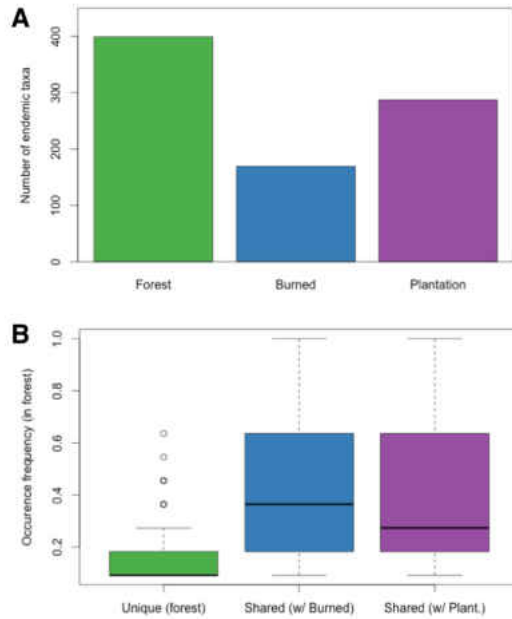 A
Number of endemic taxa
400
300
200
100
0
Forest Burned Plantation
B
Occurence frequency (in forest)
1.0
0.8
0.6
0.4
0.2
Unique (forest) Shared (w/ Burned) Shared (w/ Plant.)